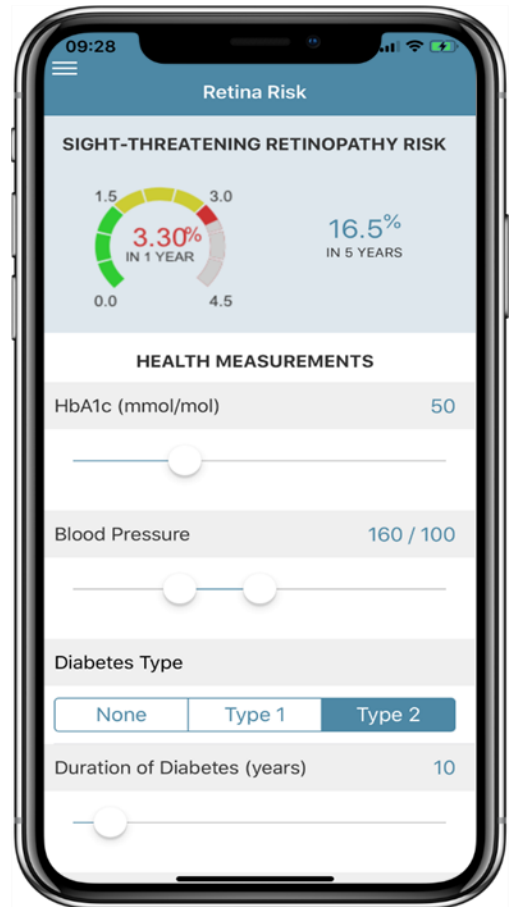 09:28
Retina Risk
SIGHT-THREATENING RETINOPATHY RISK
1.5 3.0
3.30%
IN 1 YEAR
0.0 4.5
16.5%
IN 5 YEARS
HEALTH MEASUREMENTS
HbA1c (mmol/mol) 50
Blood Pressure 160 / 100
Diabetes Type
None Type 1 Type 2
Duration of Diabetes (years) 10